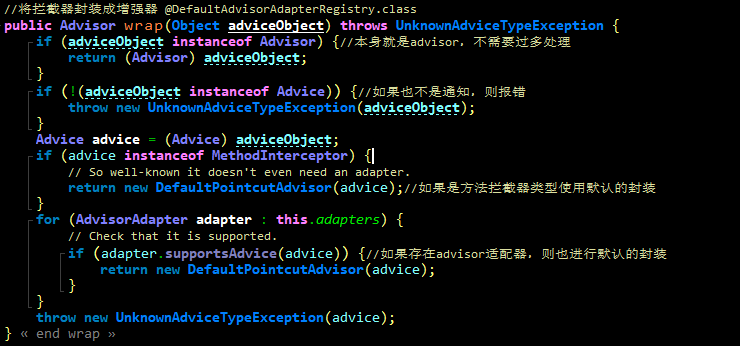 //将拦截器封装成增强器 @DefaultAdvisorAdapterRegistry.class
public Advisor wrap(Object adviceObject) throws UnknownAdviceTypeException {
if (adviceObject instanceof Advisor) {//本身就是advisor，不需要过多处理
return (Advisor) adviceObject;
}
if (!(adviceObject instanceof Advice)) {//如果也不是通知，则报错
throw new UnknownAdviceTypeException(adviceObject);
}
Advice advice = (Advice) adviceObject;
if (advice instanceof MethodInterceptor) {
// So well-known it doesn't even need an adapter.
return new DefaultPointcutAdvisor(advice);//如果是方法拦截器类型使用默认的封装
}
for (AdvisorAdapter adapter : this.adapters) {
// Check that it is supported.
if (adapter.supportsAdvice(advice)) {//如果存在advisor适配器，则也进行默认的封装
return new DefaultPointcutAdvisor(advice);
}
}
throw new UnknownAdviceTypeException(advice);
} « end wrap »